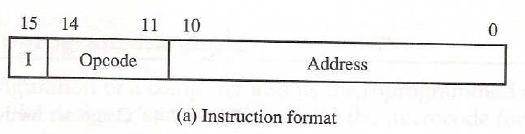 15 14 11 10 0
I Opcode Address
(a) Instruction format